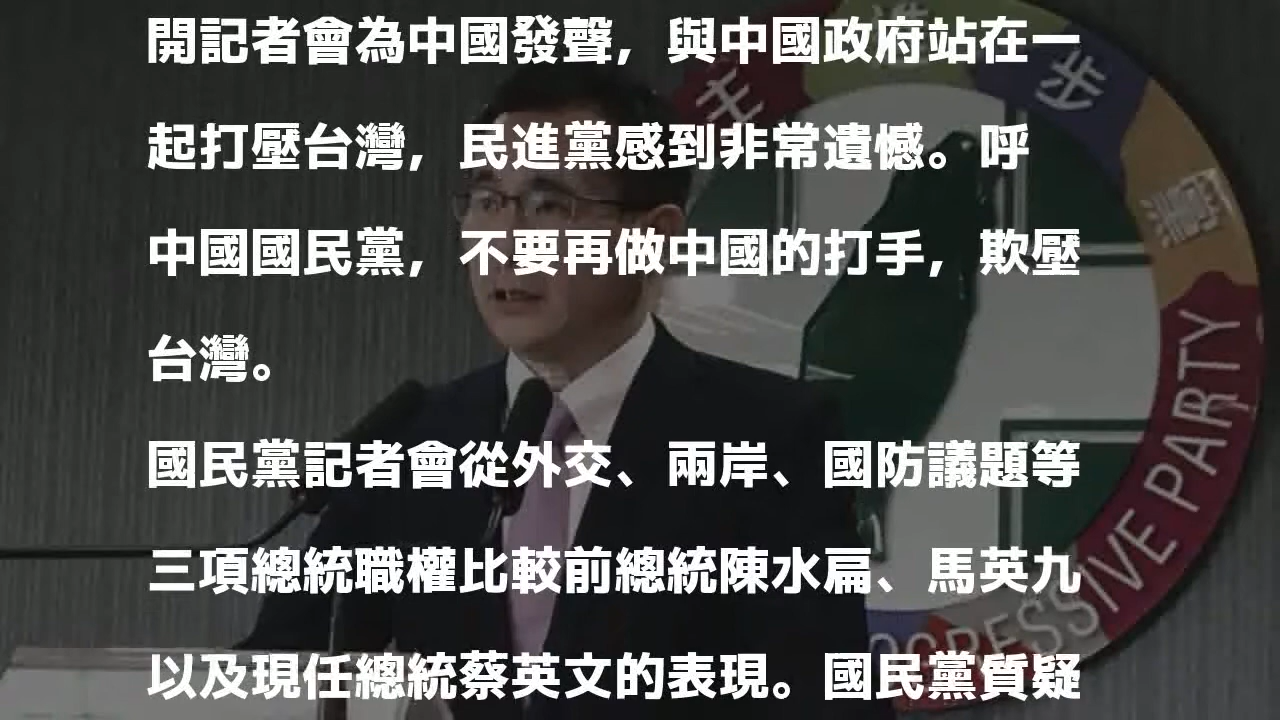 開記者會為中國發聲，與中國政府站在一
起打壓台灣，民進黨感到非常遺憾。呼
中國國民黨，不要再做中國的打手，欺壓
台灣。
國民黨記者會從外交、兩岸、國防議題等
三項總統職權比較前總統陳水扁、馬英九
以及現任總統蔡英文的表現。國民黨質疑
主進步黨
OGRESSIVE PARTY